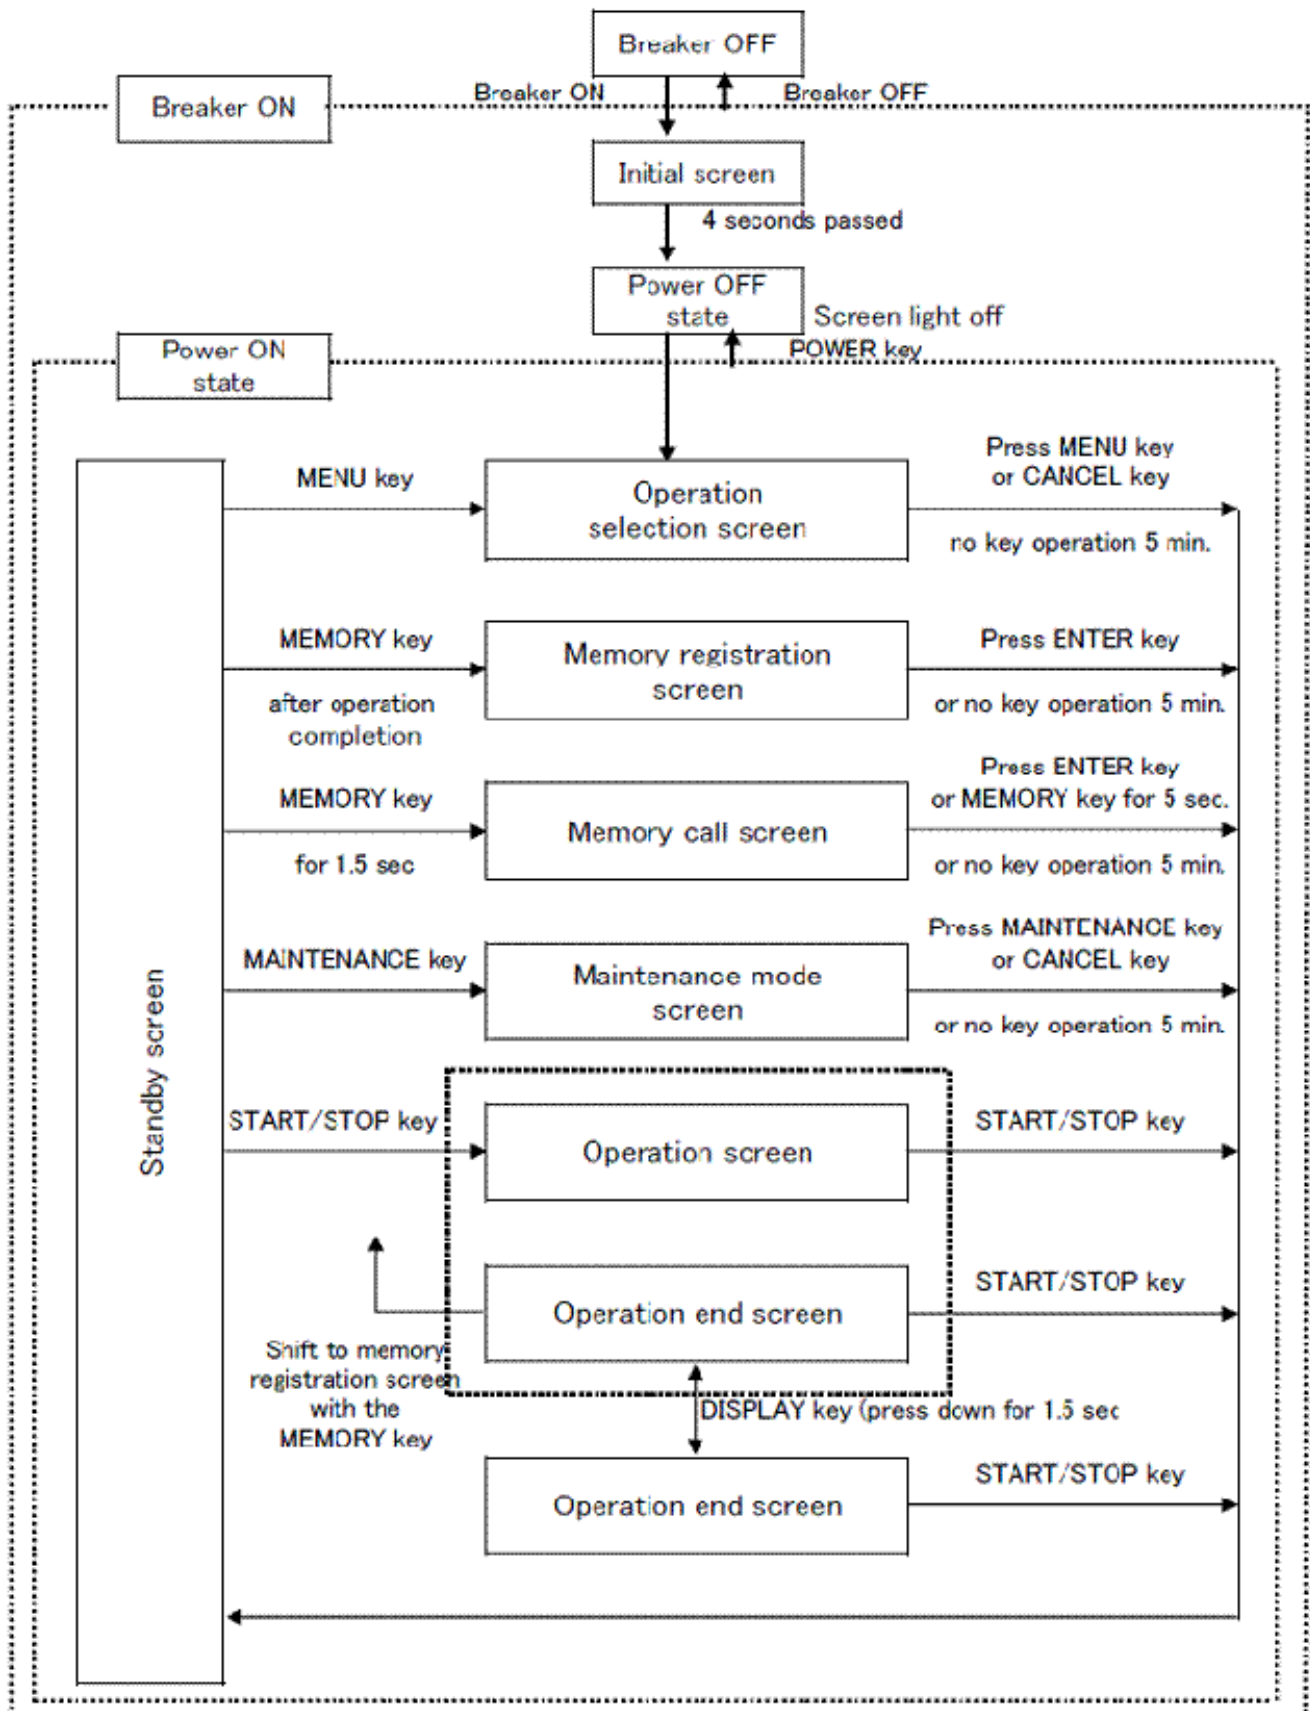 Breaker OFF
Breaker ON
Breaker ON
Breaker OFF
Initial screen
4 seconds passed
Power OFF
state
Screen light off
POWER key
Power ON
state
Standby screen
MENU key
Operation
selection screen
Press MENU key
or CANCEL key
no key operation 5 min.
MEMORY key
after operation
completion
Memory registration
screen
Press ENTER key
or no key operation 5 min.
MEMORY key
for 1.5 sec
Memory call screen
Press ENTER key
or MEMORY key for 5 sec.
or no key operation 5 min.
MAINTENANCE key
Maintenance mode
screen
Press MAINTENANCE key
or CANCEL key
or no key operation 5 min.
START/STOP key
Operation screen
START/STOP key
Operation end screen
START/STOP key
Shift to memory
registration screen
with the
MEMORY key
DISPLAY key (press down for 1.5 sec
Operation end screen
START/STOP key